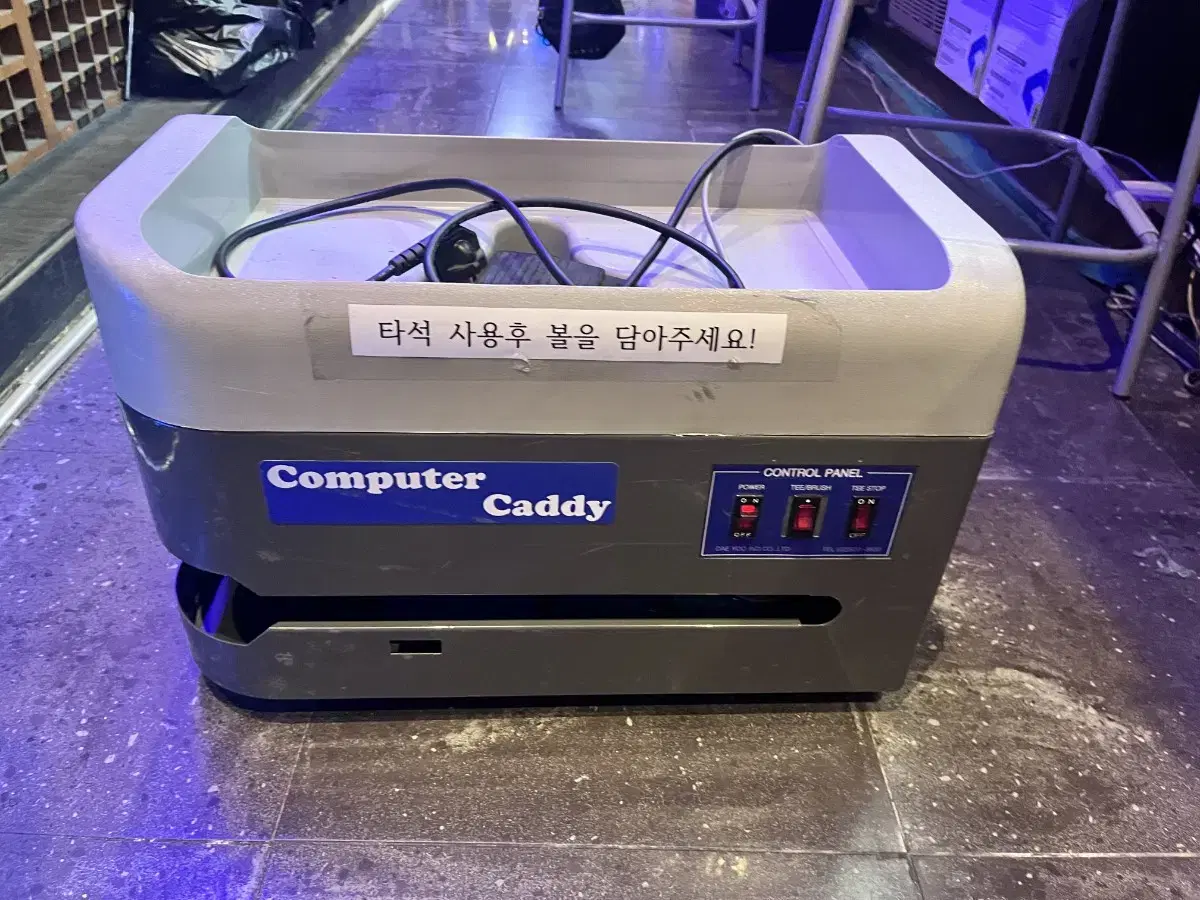 타석 사용후 볼을 담아주세요!
Computer
Caddy
CONTROL PANEL
POWER TEE/BRUSH TEE STOP
ON ON
OFF OFF